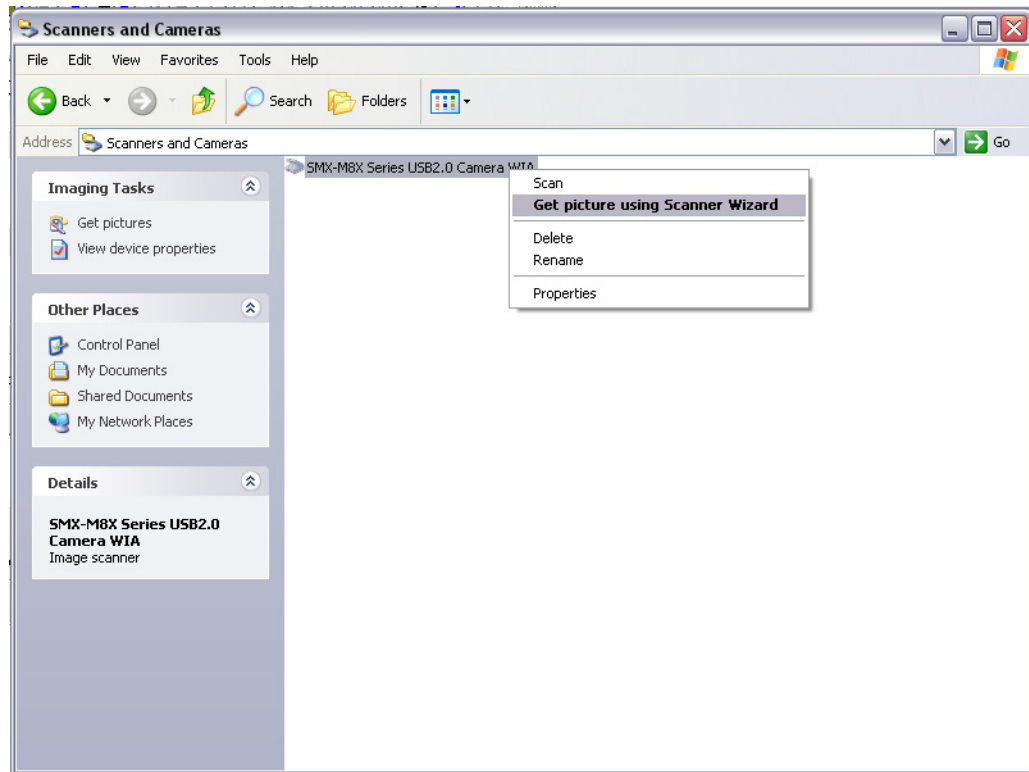 Scanners and Cameras
File Edit View Favorites Tools Help
Back Search Folders
Address Scanners and Cameras Go
Imaging Tasks
Get pictures
View device properties
Other Places
Control Panel
My Documents
Shared Documents
My Network Places
Details
SMX-M8X Series USB2.0
Camera WIA
Image scanner
SMX-M8X Series USB2.0 Camera WIA
Scan
Get picture using Scanner Wizard
Delete
Rename
Properties